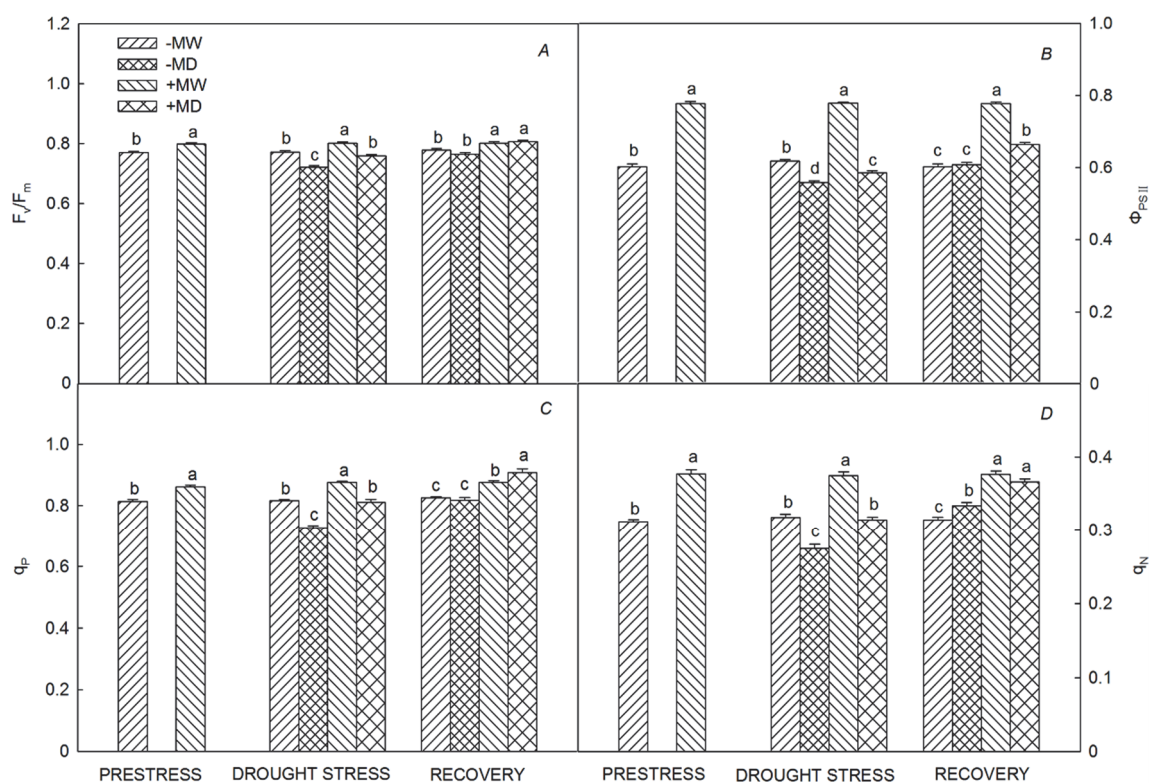 1.2
1.0
0.8
0.6
0.4
0.2
0
Fv/Fm
-MW
-MD
+MW
+MD
A
b a
b c a b
b b a a
B
b a
b d a c
c c a b
1.0
0.8
0.6
0.4
0.2
0
ΦPSII
1.0
0.8
0.6
0.4
0.2
0
qP
C
b a
b c a b
c c b a
D
b a
b c a b
c b a a
0.4
0.3
0.2
0.1
0
qN
PRESTRESS DROUGHT STRESS RECOVERY
PRESTRESS DROUGHT STRESS RECOVERY